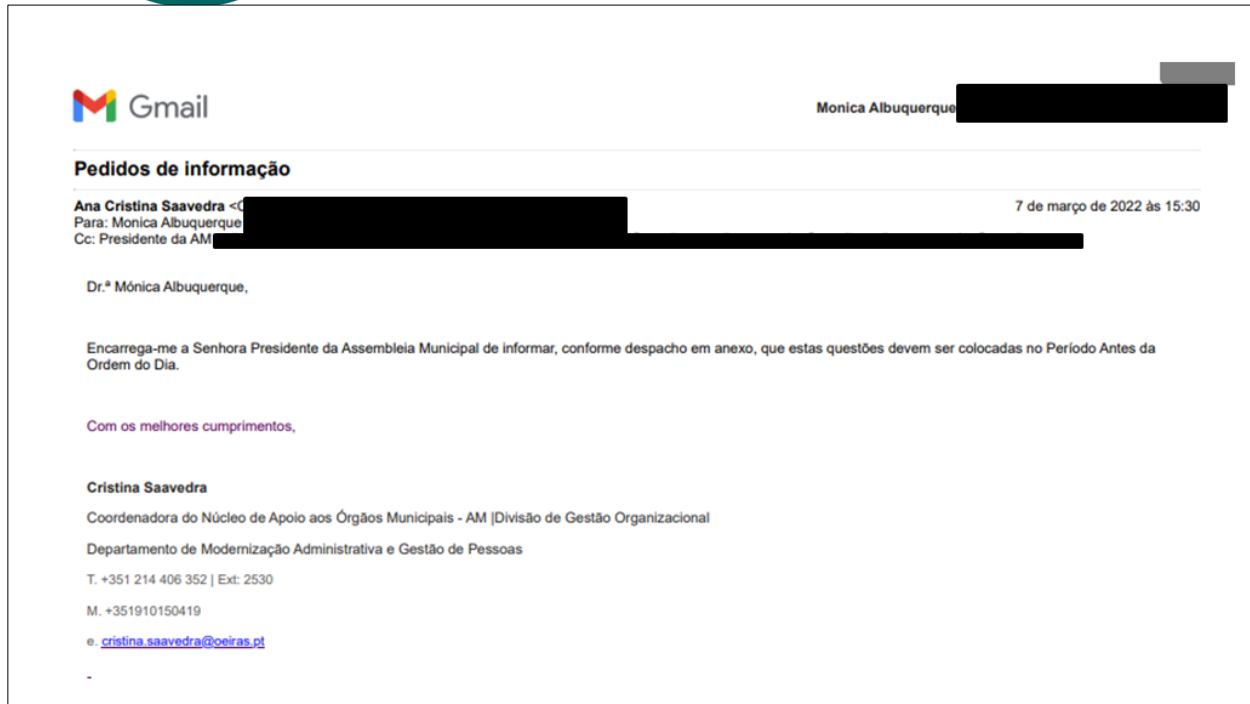 Gmail
Monica Albuquerque
Pedidos de informação
Ana Cristina Saavedra <
7 de março de 2022 às 15:30
Para: Monica Albuquerque
Cc: Presidente da AM
Dr.ª Mónica Albuquerque,
Encarrega-me a Senhora Presidente da Assembleia Municipal de informar, conforme despacho em anexo, que estas questões devem ser colocadas no Período Antes da
Ordem do Dia.
Com os melhores cumprimentos,
Cristina Saavedra
Coordenadora do Núcleo de Apoio aos Órgãos Municipais - AM |Divisão de Gestão Organizacional
Departamento de Modernização Administrativa e Gestão de Pessoas
T. +351 214 406 352 | Ext: 2530
M. +351910150419
e. cristina.saavedra@oeiras.pt
-